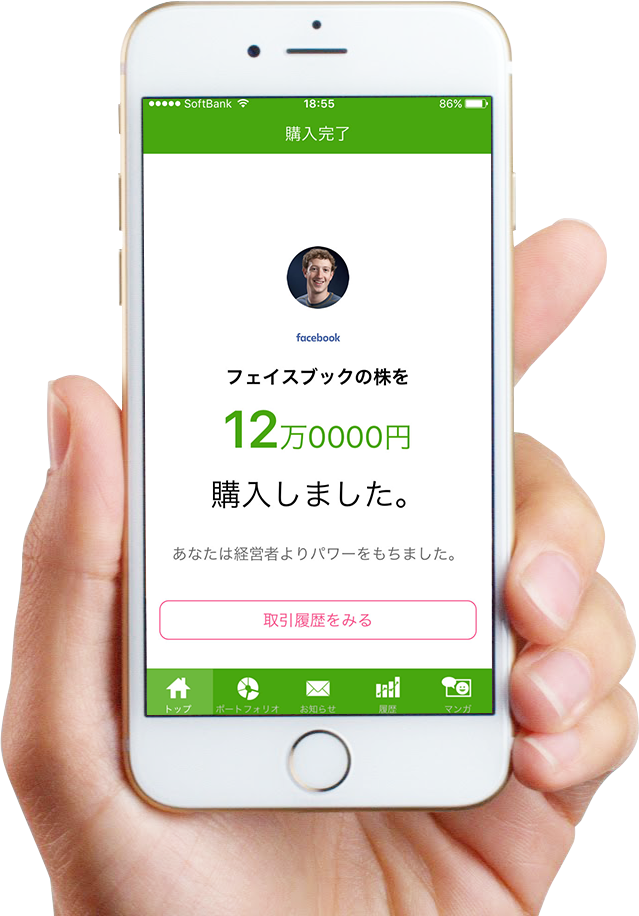 ●●●●● SoftBank 18:55 86%
購入完了
facebook
フェイスブックの株を
12万0000円
購入しました。
あなたは経営者よりパワーをもちました。
取引履歴をみる
トップ ポートフォリオ お知らせ 履歴 マンガ